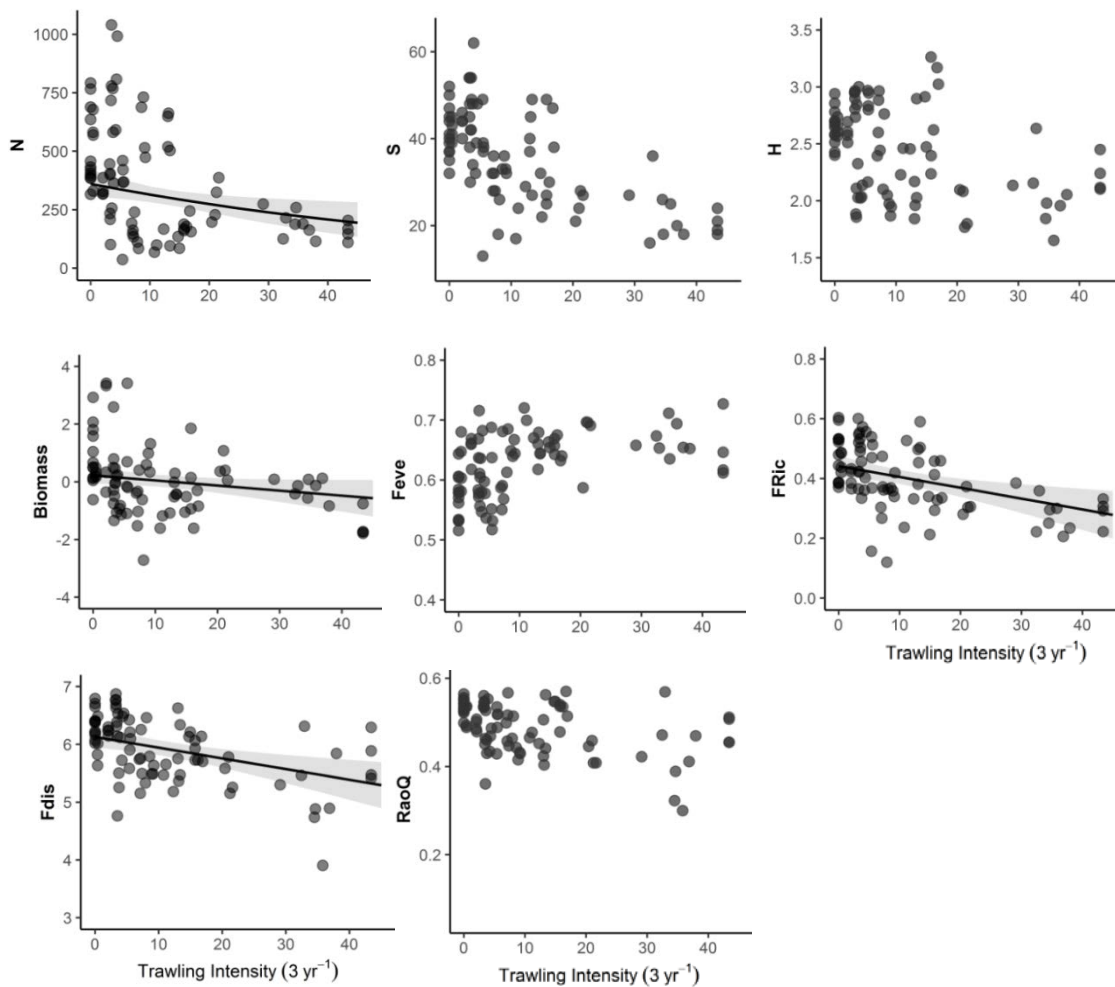 N
1000
750
500
250
0
0 10 20 30 40
S
60
40
20
0 10 20 30 40
H
3.5
3.0
2.5
2.0
1.5
0 10 20 30 40
Biomass
4
2
0
-2
-4
0 10 20 30 40
Feve
0.8
0.7
0.6
0.5
0.4
0 10 20 30 40
FRic
0.8
0.6
0.4
0.2
0.0
0 10 20 30 40
Trawling Intensity (3 yr⁻¹)
Fdis
7
6
5
4
3
0 10 20 30 40
Trawling Intensity (3 yr⁻¹)
RaoQ
0.6
0.4
0.2
0 10 20 30 40
Trawling Intensity (3 yr⁻¹)